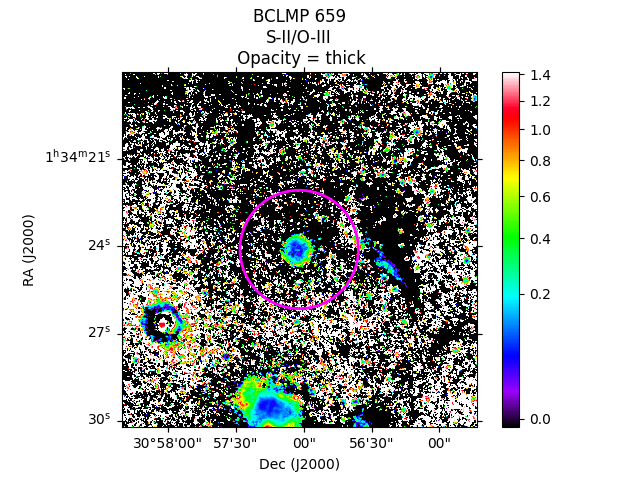 BCLMP 659
S-II/O-III
Opacity = thick
RA (J2000)
1ʰ34ᵐ21ˢ
24ˢ
27ˢ
30ˢ
30°58'00" 57'30" 00" 56'30" 00"
Dec (J2000)
1.4
1.2
1.0
0.8
0.6
0.4
0.2
0.0